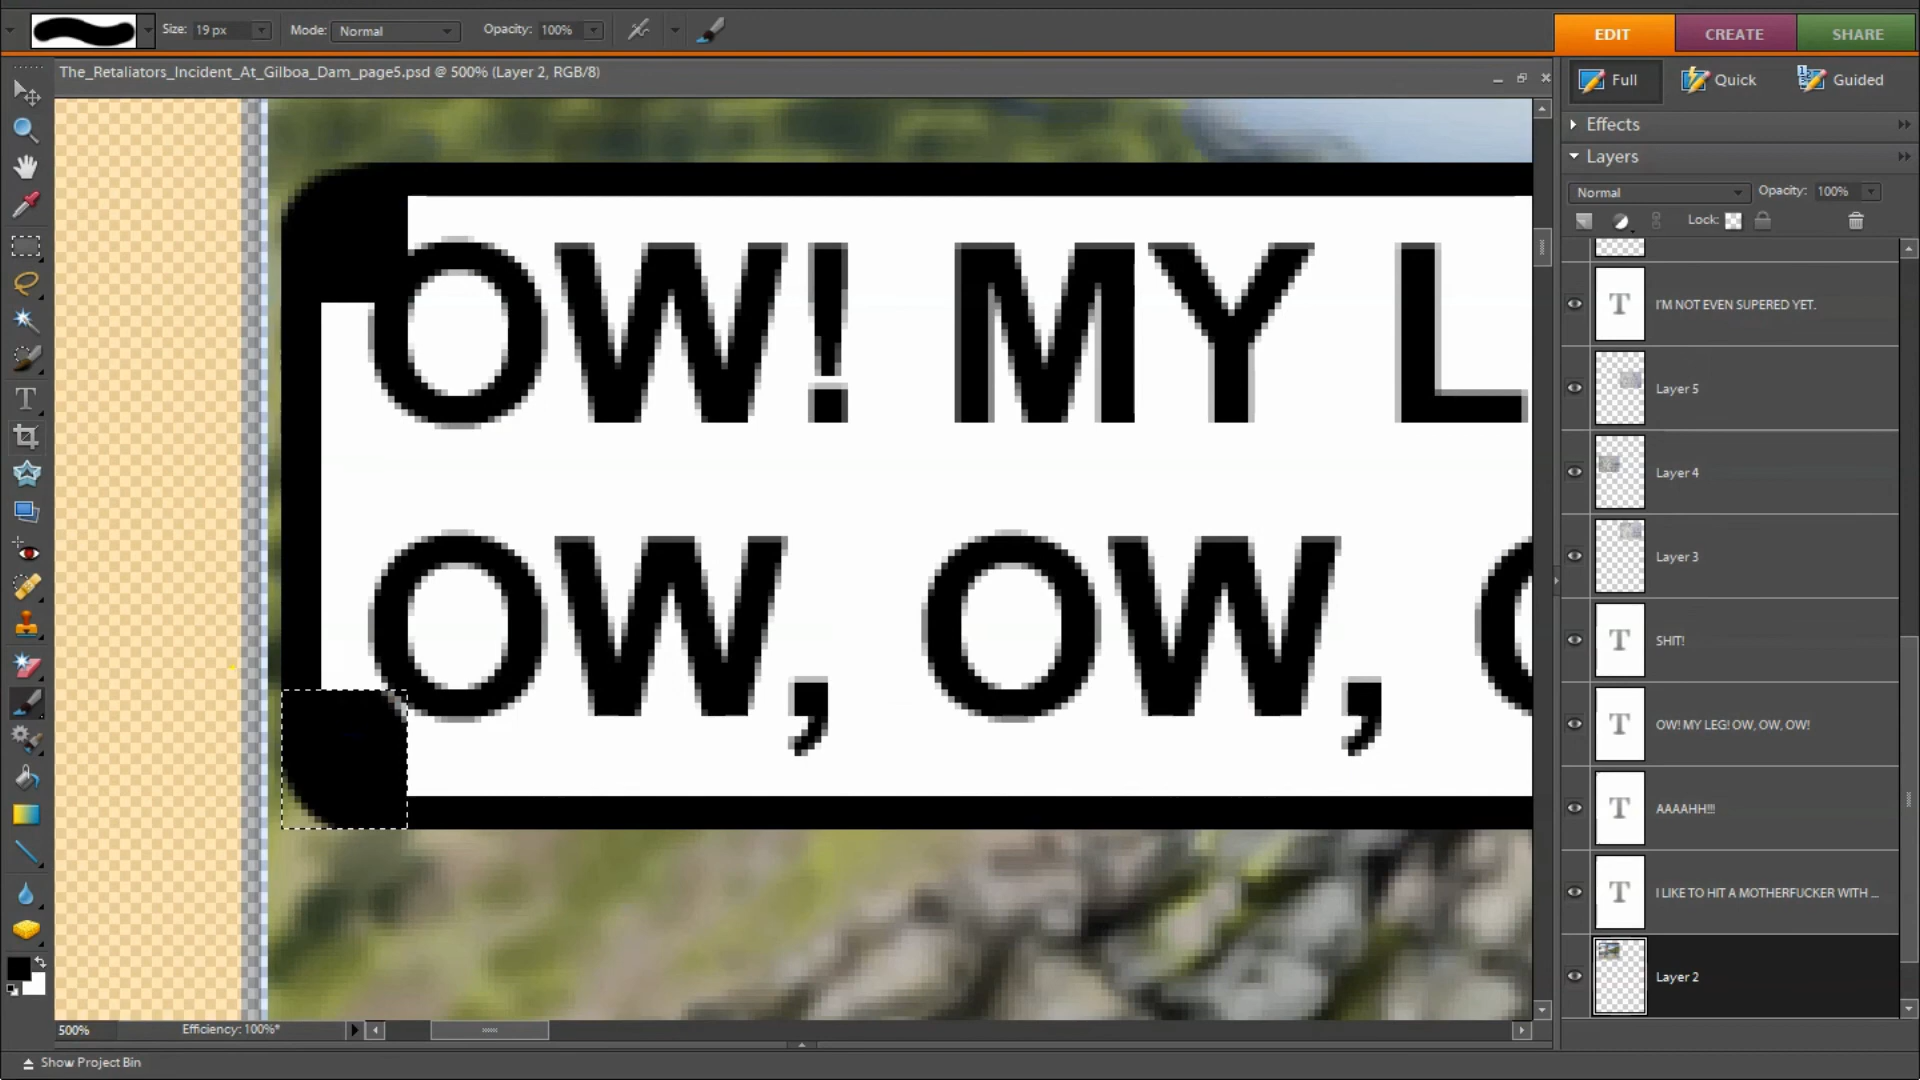 Size: 19 px Mode: Normal Opacity: 100%
EDIT CREATE SHARE
The_Retaliators_Incident_At_Gilboa_Dam_page5.psd @ 500% (Layer 2, RGB/8)
Full Quick Guided
Effects
Layers
Normal Opacity: 100%
Lock:
I'M NOT EVEN SUPERED YET.
Layer 5
Layer 4
Layer 3
SHIT!
OW! MY LEG! OW, OW, OW!
AAAAHH!!!
I LIKE TO HIT A MOTHERFUCKER WITH ...
Layer 2
OW! MY L
OW, OW, O
500% Efficiency: 100%*
Show Project Bin